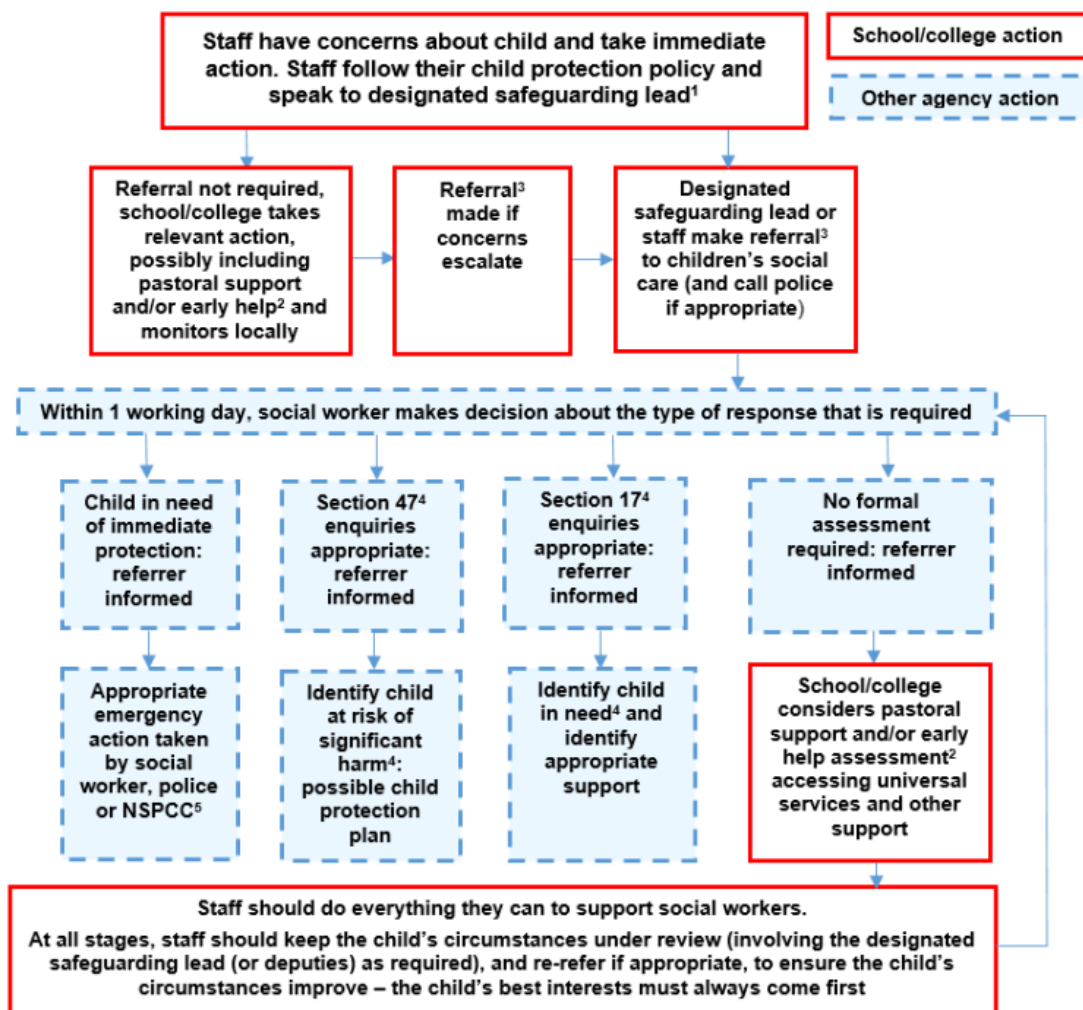 Staff have concerns about child and take immediate
action. Staff follow their child protection policy and
speak to designated safeguarding lead¹
School/college action
Other agency action
Referral not required,
school/college takes
relevant action,
possibly including
pastoral support
and/or early help² and
monitors locally
Referral³
made if
concerns
escalate
Designated
safeguarding lead or
staff make referral³
to children's social
care (and call police
if appropriate)
Within 1 working day, social worker makes decision about the type of response that is required
Child in need
of immediate
protection:
referrer
informed
Section 47⁴
enquiries
appropriate:
referrer
informed
Section 17⁴
enquiries
appropriate:
referrer
informed
No formal
assessment
required: referrer
informed
Appropriate
emergency
action taken
by social
worker, police
or NSPCC⁵
Identify child
at risk of
significant
harm⁴:
possible child
protection
plan
Identify child
in need⁴ and
identify
appropriate
support
School/college
considers pastoral
support and/or early
help assessment²
accessing universal
services and other
support
Staff should do everything they can to support social workers.
At all stages, staff should keep the child's circumstances under review (involving the designated
safeguarding lead (or deputies) as required), and re-refer if appropriate, to ensure the child's
circumstances improve – the child's best interests must always come first